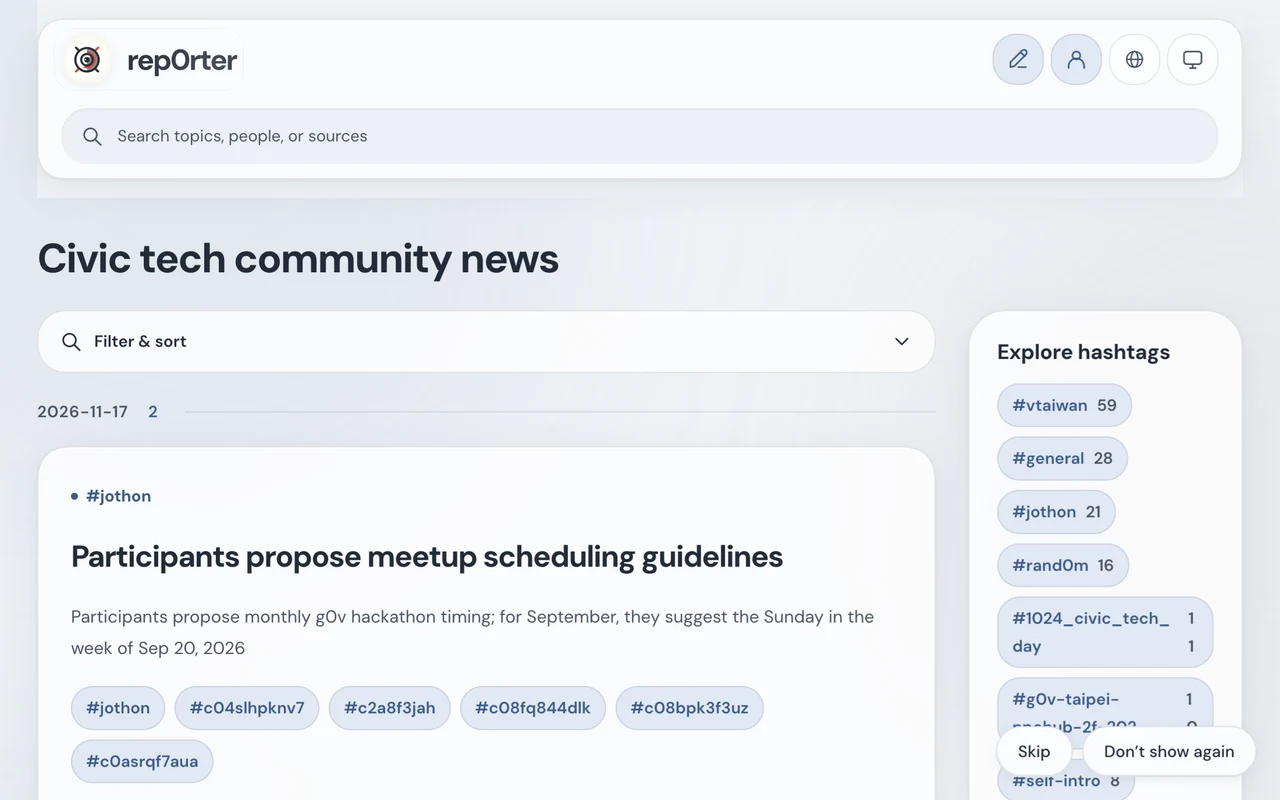 rep0rter
Search topics, people, or sources
Civic tech community news
Filter & sort
2026-11-17 2
#jothon
Participants propose meetup scheduling guidelines
Participants propose monthly g0v hackathon timing; for September, they suggest the Sunday in the
week of Sep 20, 2026
#jothon #c04slhpknv7 #c2a8f3jah #c08fq844dlk #c08bpk3f3uz
#c0asrqf7aua
Explore hashtags
#vtaiwan 59
#general 28
#jothon 21
#rand0m 16
#1024_civic_tech_ 1
day 1
#g0v-taipei- 1
#self-intro 8
Skip
Don’t show again